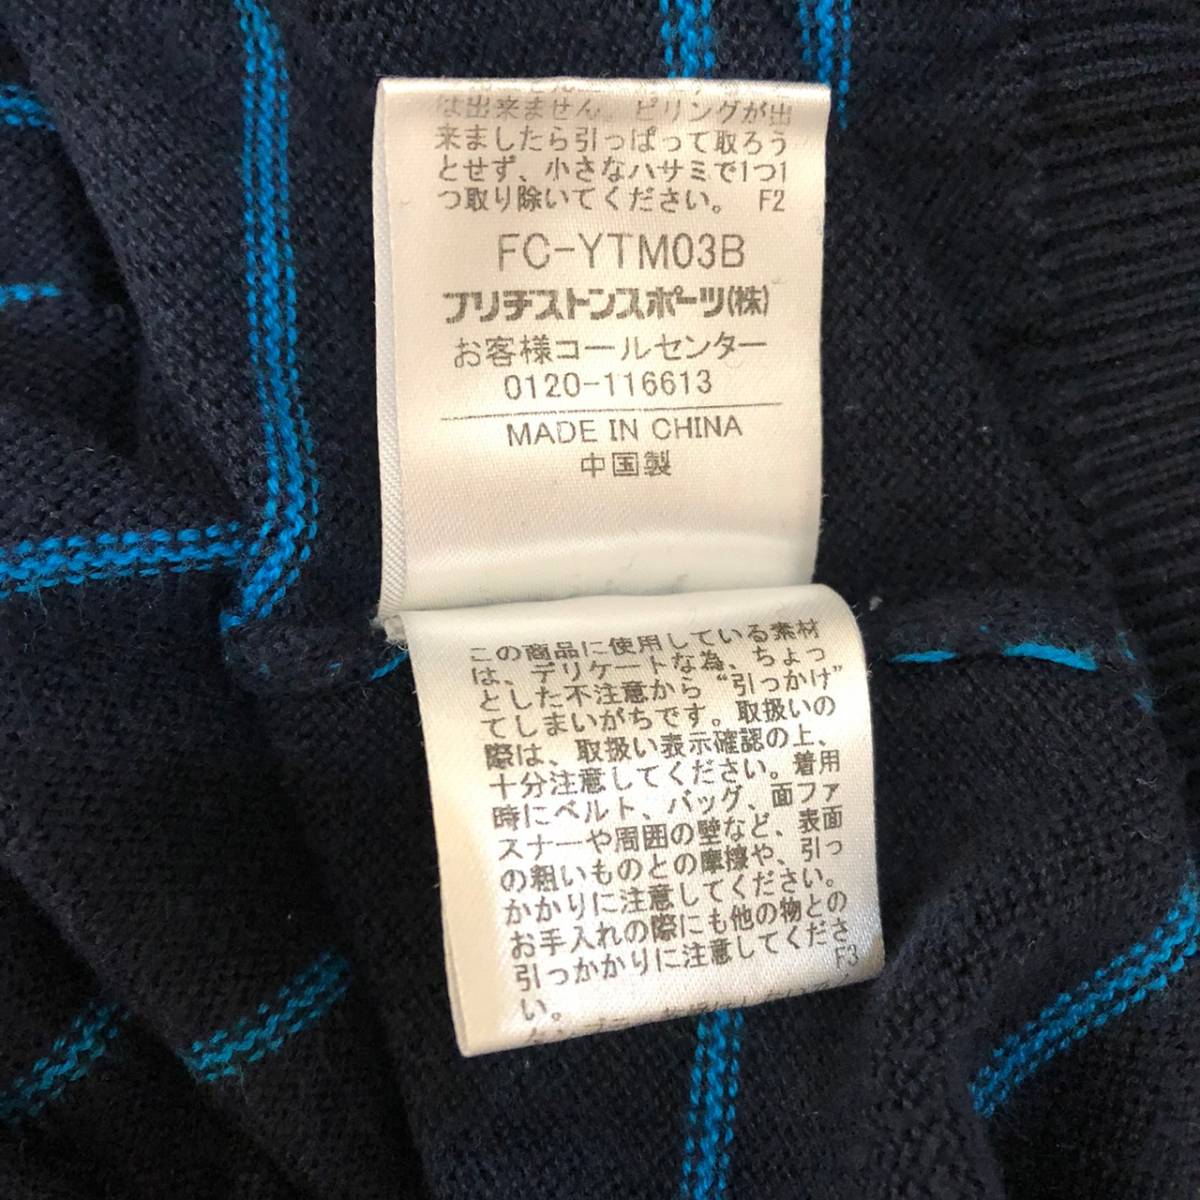 は出来ません。ピリングが出
来ましたら引っぱって取ろう
とせず、小さなハサミで1つ1
つ取り除いてください。 F2
FC-YTM03B
ブリヂストンスポーツ(株)
お客様コールセンター
0120-116613
MADE IN CHINA
中国製
この商品に使用している素材
は、デリケートな為、ちょっ
とした不注意から“引っかけ”
てしまいがちです。取扱いの
際は、取扱い表示確認の上、
十分注意してください。着用
時にベルト、バッグ、面ファ
スナーや周囲の壁など、表面
の粗いものとの摩擦や、引っ
かかりに注意してください。
お手入れの際にも他の物との
引っかかりに注意してくださ
い。 F3